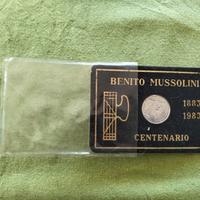 BENITO MUSSOLINI
1883
1983
CENTENARIO